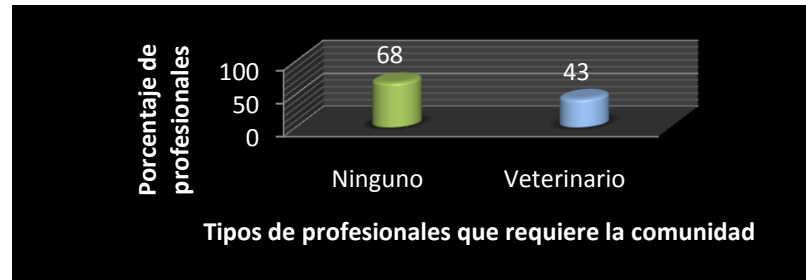 Porcentaje de
profesionales
100
50
0
68
43
Ninguno
Veterinario
Tipos de profesionales que requiere la comunidad